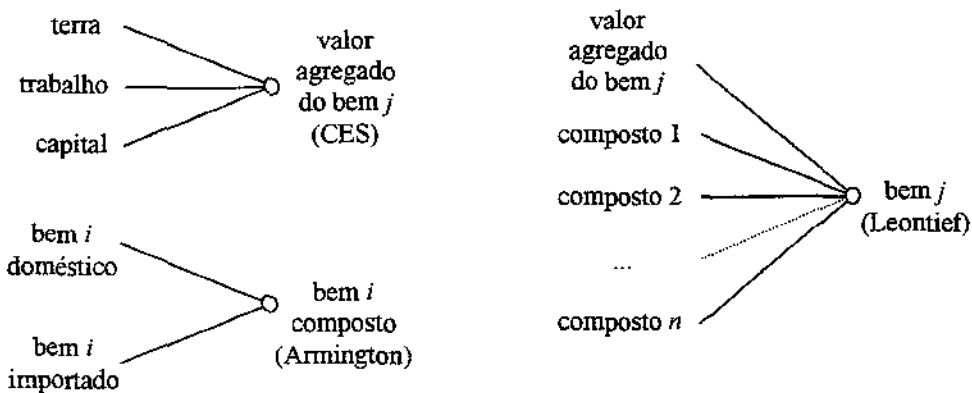 terra
trabalho
capital
valor
agregado
do bem j
(CES)
bem i
doméstico
bem i
importado
bem i
composto
(Armington)
valor
agregado
do bem j
composto 1
composto 2
...
composto n
bem j
(Leontief)